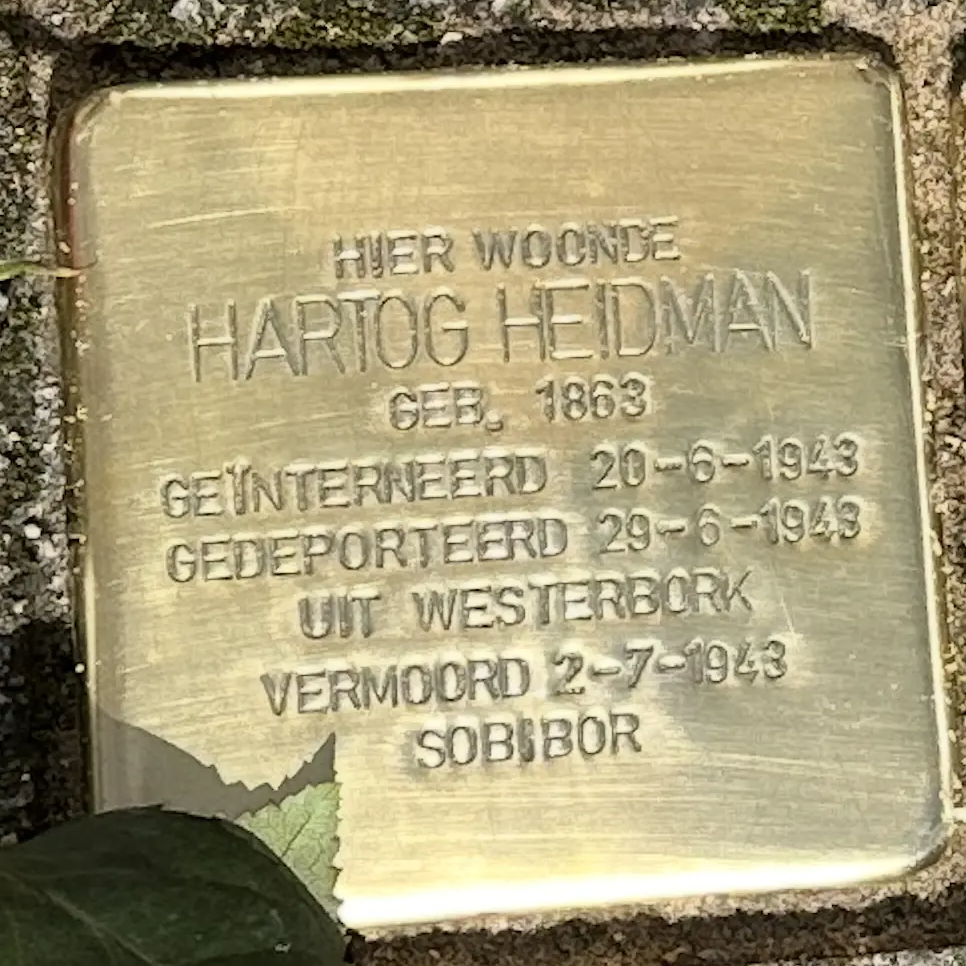 HIER WOONDE
HARTOG HEIDMAN
GEB. 1863
GEÏNTERNEERD 20-6-1943
GEDEPORTEERD 29-6-1943
UIT WESTERBORK
VERMOORD 2-7-1943
SOBIBOR